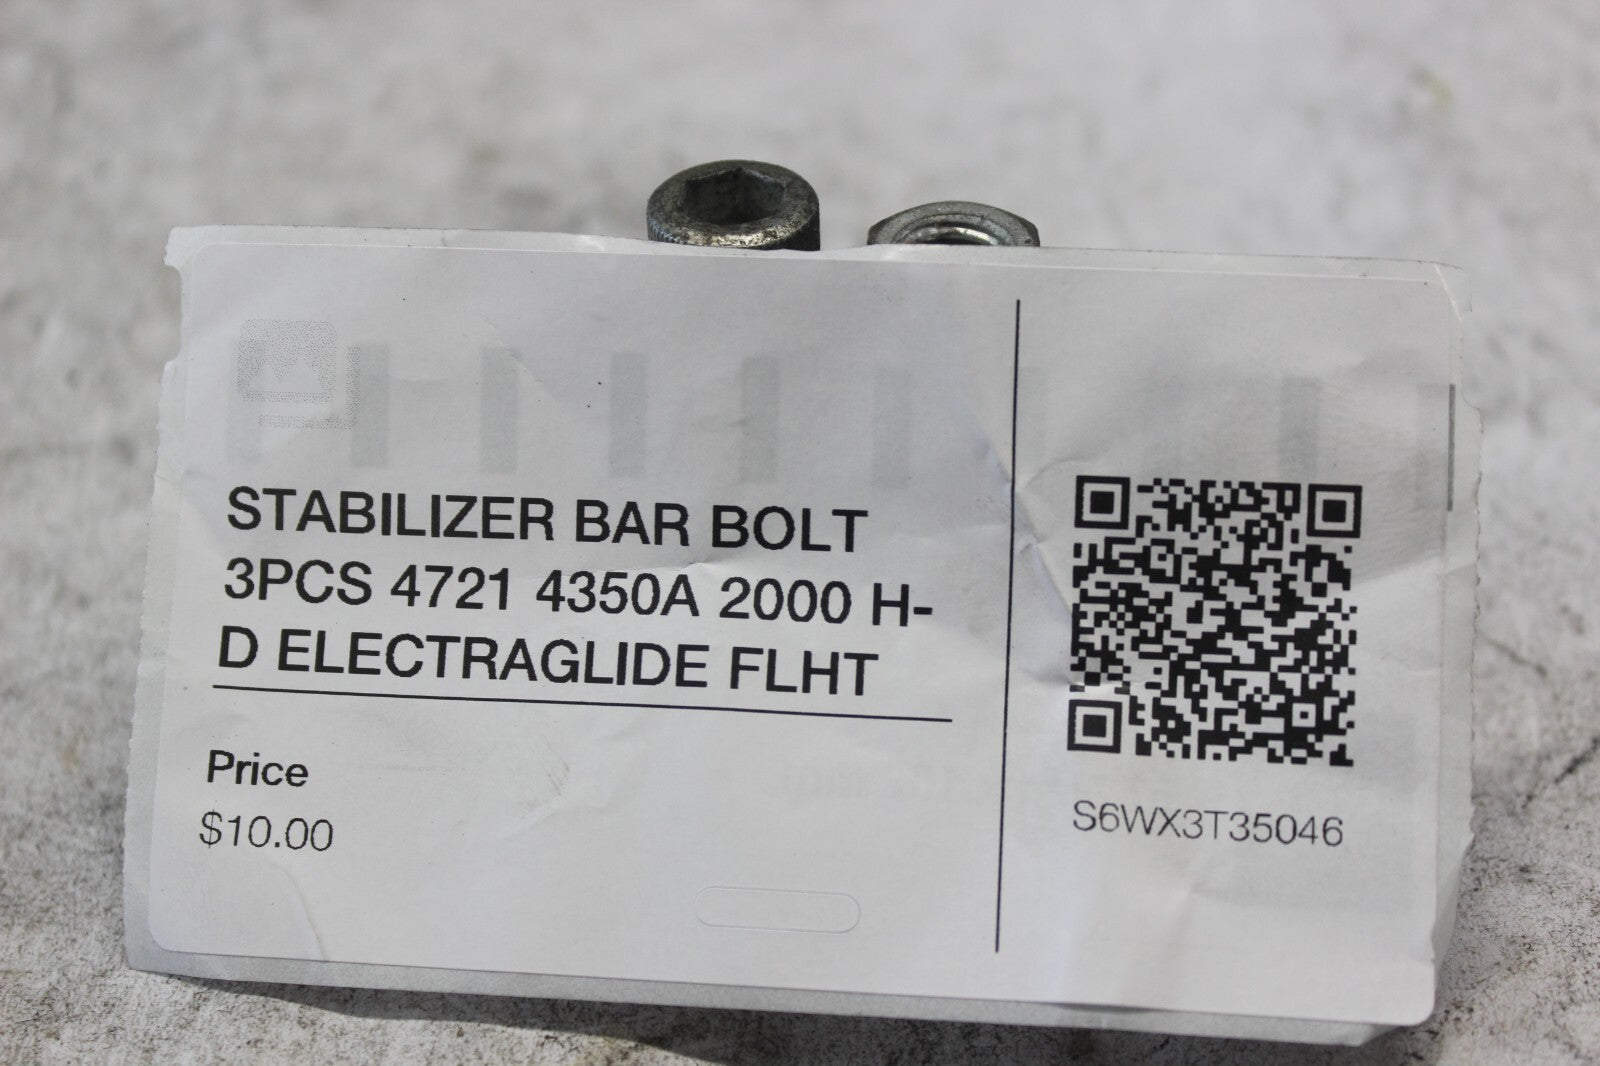 STABILIZER BAR BOLT
3PCS 4721 4350A 2000 H-
D ELECTRAGLIDE FLHT
Price
$10.00
S6WX3T35046